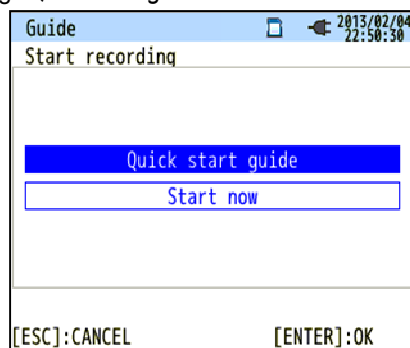 Guide 2013/02/04
22:50:30
Start recording
Quick start guide
Start now
[ESC]:CANCEL [ENTER]:OK